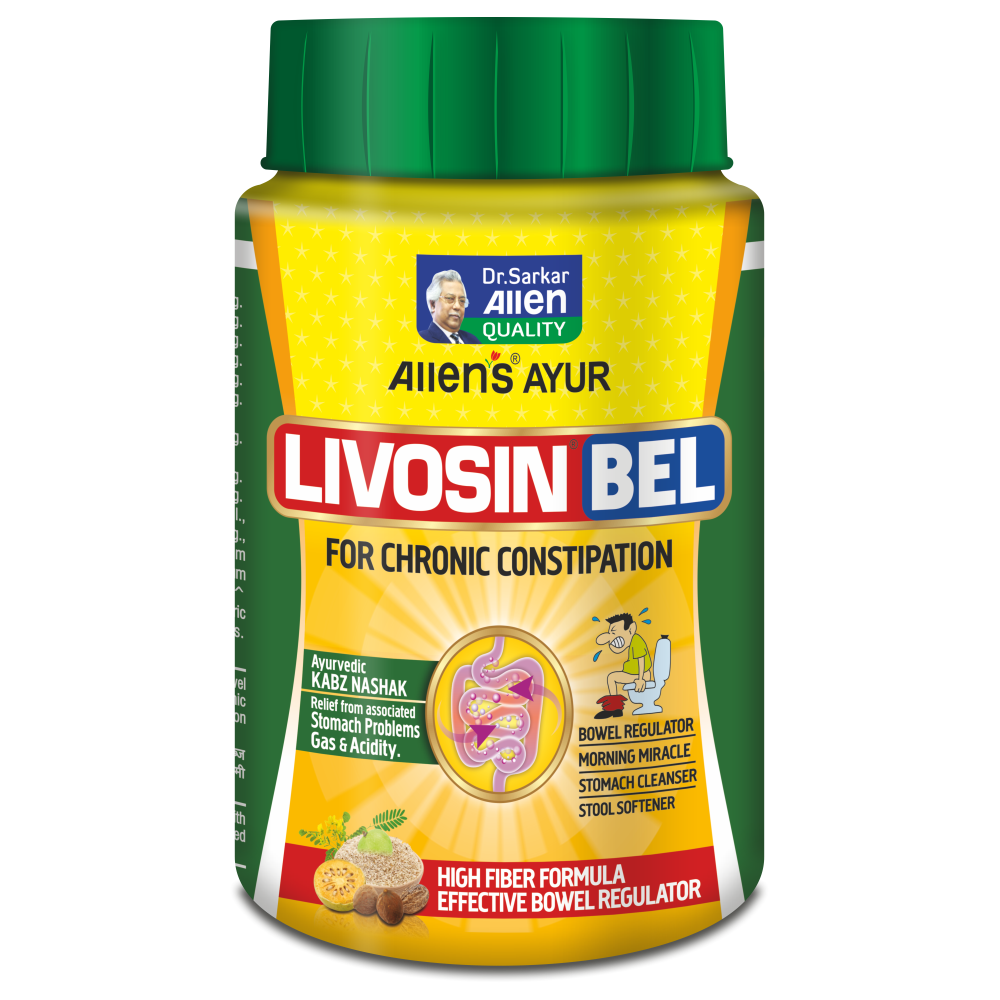 Dr.Sarkar
Allen
QUALITY
Allen's® AYUR
LIVOSIN® BEL
FOR CHRONIC CONSTIPATION
Ayurvedic
KABZ NASHAK
Relief from associated
Stomach Problems
Gas & Acidity.
BOWEL REGULATOR
MORNING MIRACLE
STOMACH CLEANSER
STOOL SOFTENER
HIGH FIBER FORMULA
EFFECTIVE BOWEL REGULATOR